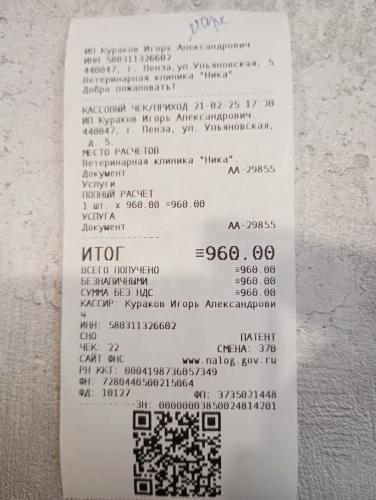 ИП Кураков Игорь Александрович
ИНН 580311326602
440047, г. Пенза,ул.Ульяновская, 5
Ветеринарная клиника "Ника"
Добро пожаловать!
КАССОВЫЙ ЧЕК/ПРИХОД 21-02-25 17:30
ИП Кураков Игорь Александрович
440047, г. Пенза, ул. Ульяновская,
д. 5.
МЕСТО РАСЧЕТОВ
Ветеринарная клиника "Ника".
Документ АА-29855
Услуги
ПОЛНЫЙ РАСЧЕТ
1 шт. x 960.00 =960.00
УСЛУГА
Документ АА-29855
ИТОГ =960.00
ВСЕГО ПОЛУЧЕНО =960.00
БЕЗНАЛИЧНЫМИ =960.00
СУММА БЕЗ НДС =960.00
КАССИР: Кураков Игорь Александрови
ч
ИНН: 580311326602
СНО ПАТЕНТ
ЧЕК: 22 СМЕНА: 370
САЙТ ФНС www.nalog.gov.ru
РН ККТ: 0004198736057349
ФН: 7280440500215064
ФД: 10127 ФП: 3735021448
ЗН: 00000003850024814201